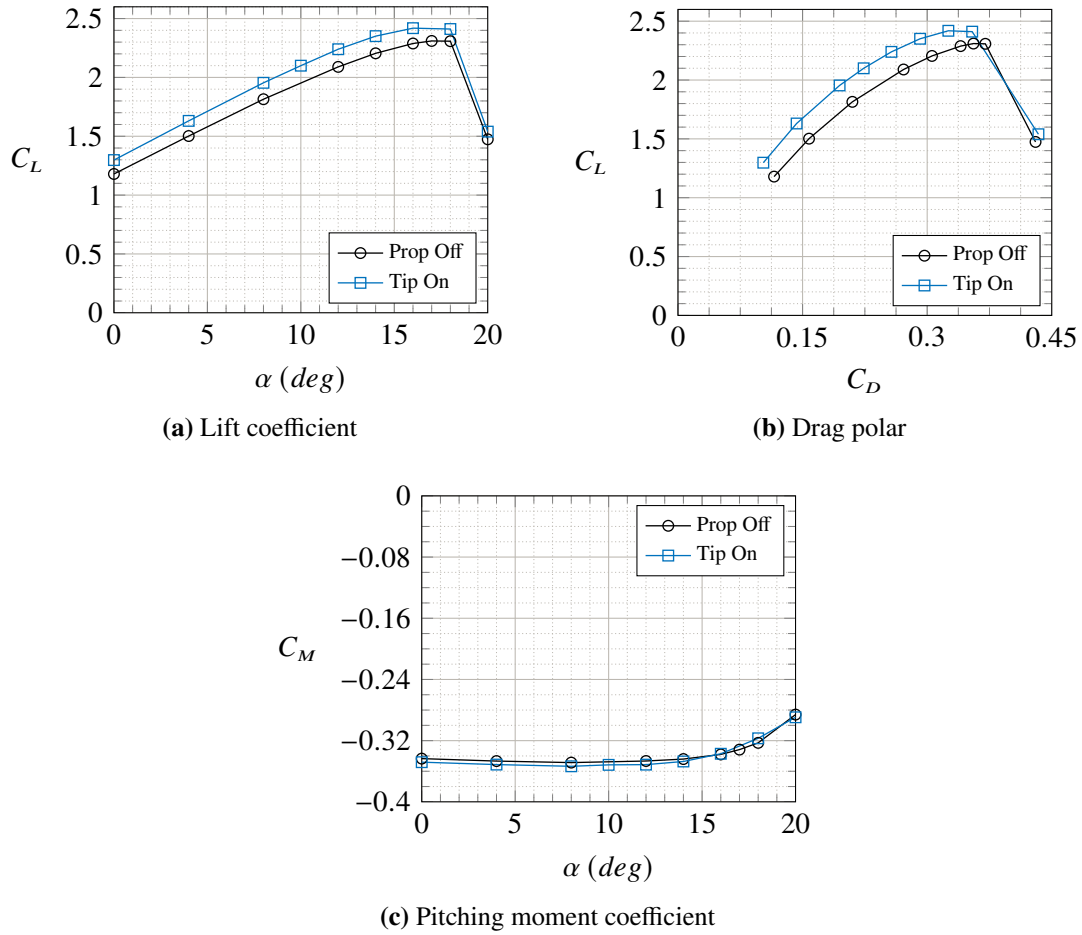 2.5
2
1.5
1
0.5
0
C_L
0 5 10 15 20
α (deg)
Prop Off
Tip On
(a) Lift coefficient
2.5
2
1.5
1
0.5
0
C_L
0 0.15 0.3 0.45
C_D
Prop Off
Tip On
(b) Drag polar
0
−0.08
−0.16
−0.24
−0.32
−0.4
C_M
0 5 10 15 20
α (deg)
Prop Off
Tip On
(c) Pitching moment coefficient